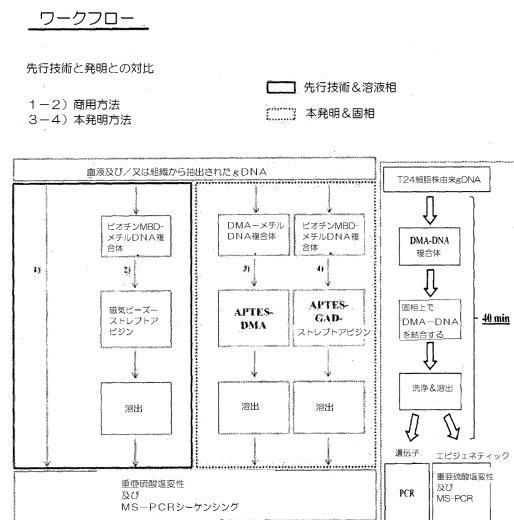 ワークフロー
先行技術と発明との対比
1-2）商用方法
3-4）本発明方法
先行技術＆溶液相
本発明＆固相
血液及び／又は組織から抽出されたgDNA
1)
ビオチンMBD-
メチルDNA複
合体
2)
磁気ビーズー
ストレプトア
ビジン
溶出
DMAーメチル
DNA複合体
3)
APTES-
DMA
溶出
ビオチンMBD-
メチルDNA複
合体
4)
APTES-
GAD-
ストレプトアビジン
溶出
重亜硫酸塩変性
及び
MS－PCRシーケンシング
T24細胞株由来gDNA
DMA-DNA
複合体
固相上で
DMA－DNA
を結合する
洗浄＆溶出
40 min
遺伝子
エピジェネティック
PCR
重亜硫酸塩変性
及び
MS-PCR